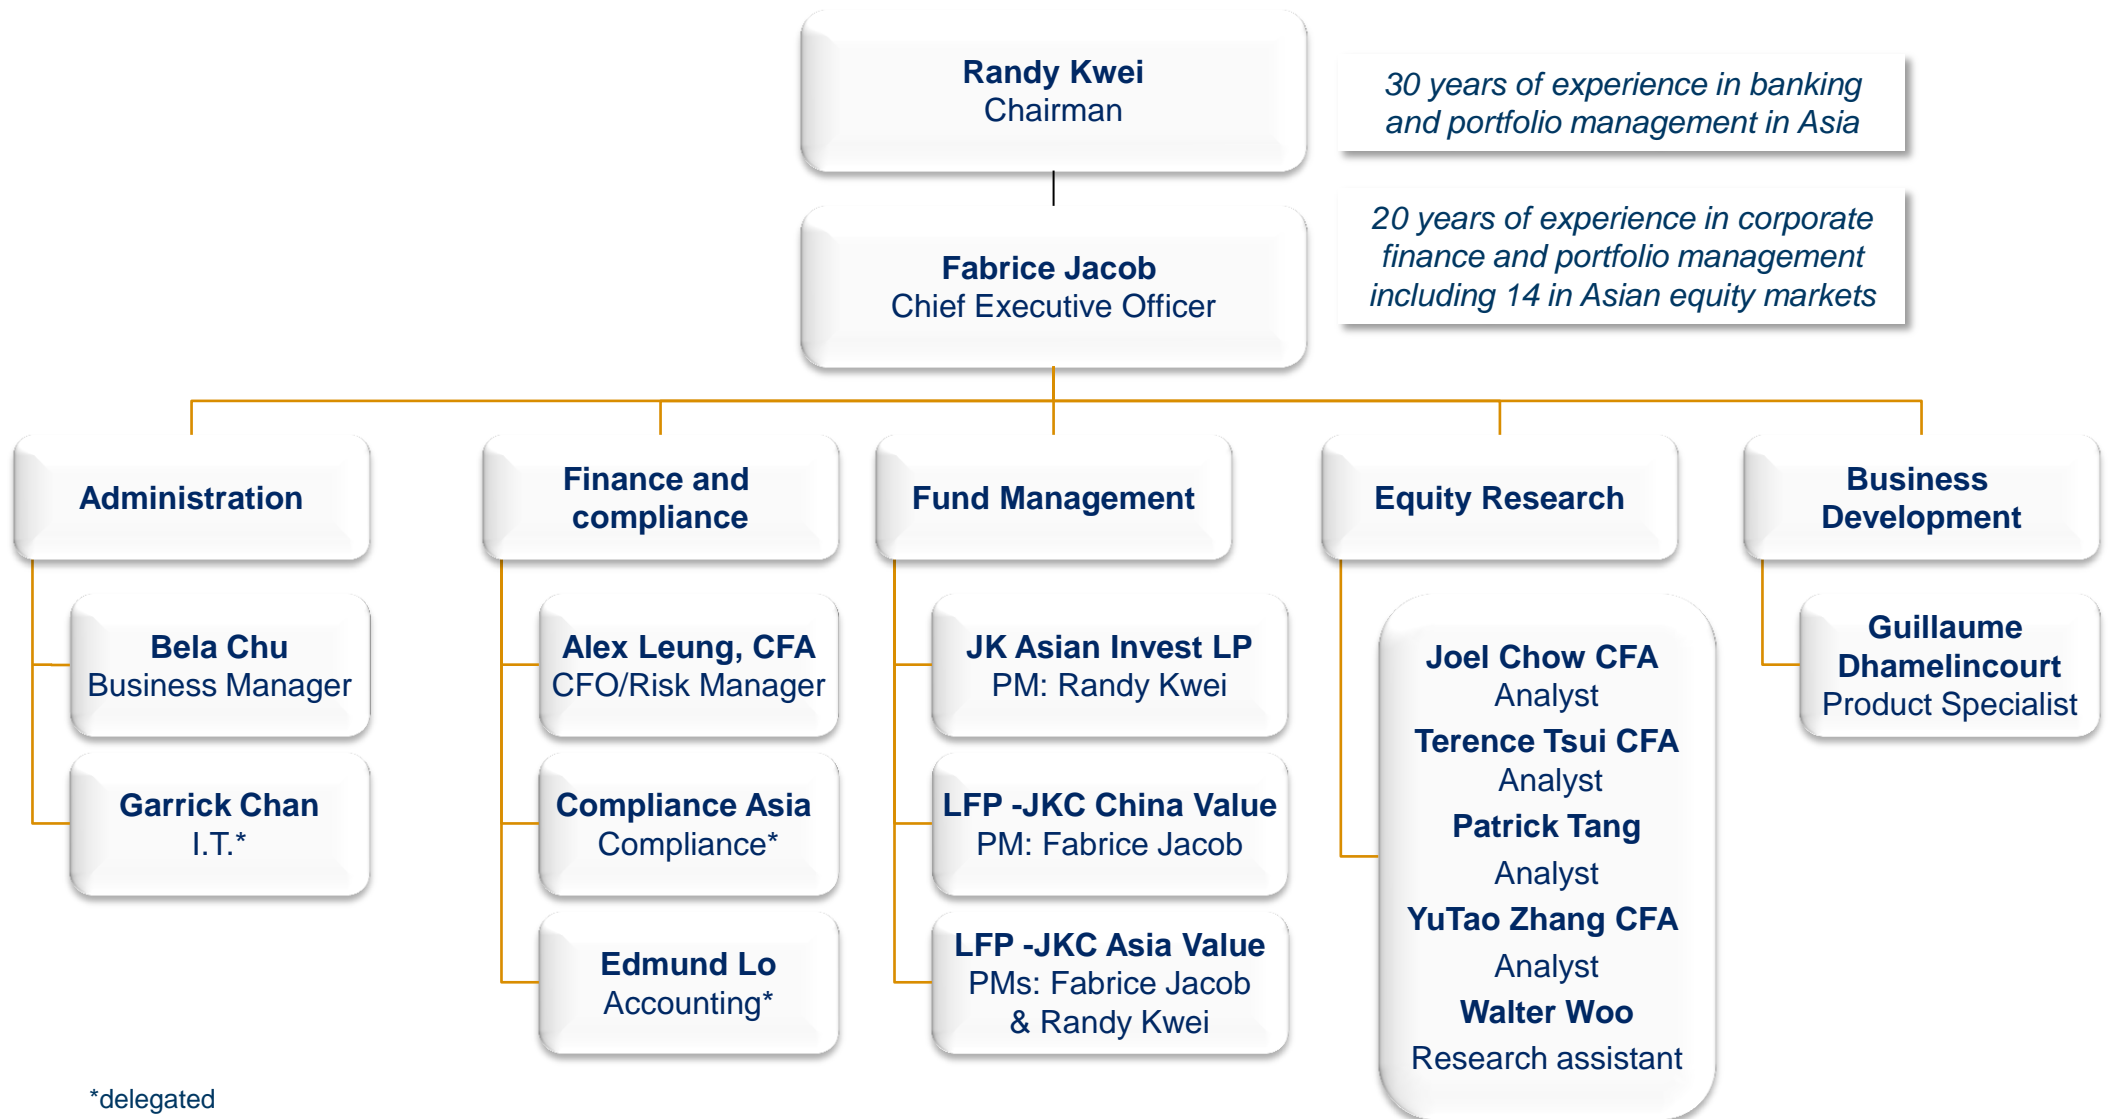 Randy Kwei
Chairman
30 years of experience in banking
and portfolio management in Asia
Fabrice Jacob
Chief Executive Officer
20 years of experience in corporate
finance and portfolio management
including 14 in Asian equity markets
Administration
Finance and
compliance
Fund Management
Equity Research
Business
Development
Bela Chu
Business Manager
Garrick Chan
I.T.*
Alex Leung, CFA
CFO/Risk Manager
Compliance Asia
Compliance*
Edmund Lo
Accounting*
JK Asian Invest LP
PM: Randy Kwei
LFP -JKC China Value
PM: Fabrice Jacob
LFP -JKC Asia Value
PMs: Fabrice Jacob
& Randy Kwei
Joel Chow CFA
Analyst
Terence Tsui CFA
Analyst
Patrick Tang
Analyst
YuTao Zhang CFA
Analyst
Walter Woo
Research assistant
Guillaume
Dhamelincourt
Product Specialist
*delegated